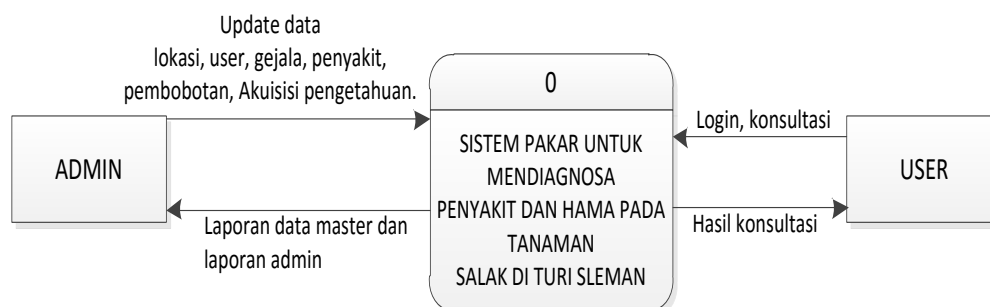 Update data
lokasi, user, gejala, penyakit,
pembobotan, Akuisisi pengetahuan.
ADMIN
Laporan data master dan
laporan admin
0
SISTEM PAKAR UNTUK
MENDIAGNOSA
PENYAKIT DAN HAMA PADA
TANAMAN
SALAK DI TURI SLEMAN
Login, konsultasi
USER
Hasil konsultasi